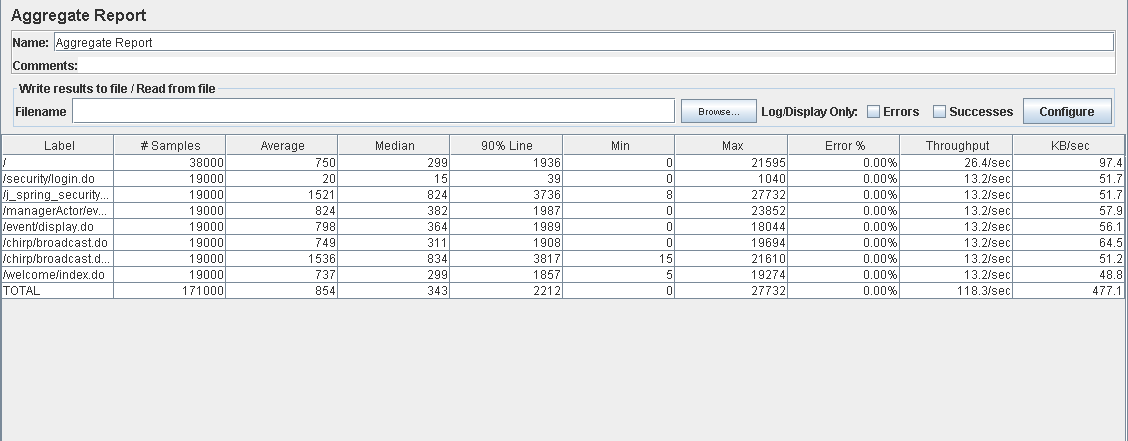 Aggregate Report
Name: Aggregate Report
Comments:
Write results to file / Read from file
Filename Browse... Log/Display Only: Errors Successes Configure
Label # Samples Average Median 90% Line Min Max Error % Throughput KB/sec
/ 38000 750 299 1936 0 21595 0.00% 26.4/sec 97.4
/security/login.do 19000 20 15 39 0 1040 0.00% 13.2/sec 51.7
/j_spring_security... 19000 1521 824 3736 8 27732 0.00% 13.2/sec 51.7
/managerActor/ev... 19000 824 382 1987 0 23852 0.00% 13.2/sec 57.9
/event/display.do 19000 798 364 1989 0 18044 0.00% 13.2/sec 56.1
/chirp/broadcast.do 19000 749 311 1908 0 19694 0.00% 13.2/sec 64.5
/chirp/broadcast.d... 19000 1536 834 3817 15 21610 0.00% 13.2/sec 51.2
/welcome/index.do 19000 737 299 1857 5 19274 0.00% 13.2/sec 48.8
TOTAL 171000 854 343 2212 0 27732 0.00% 118.3/sec 477.1